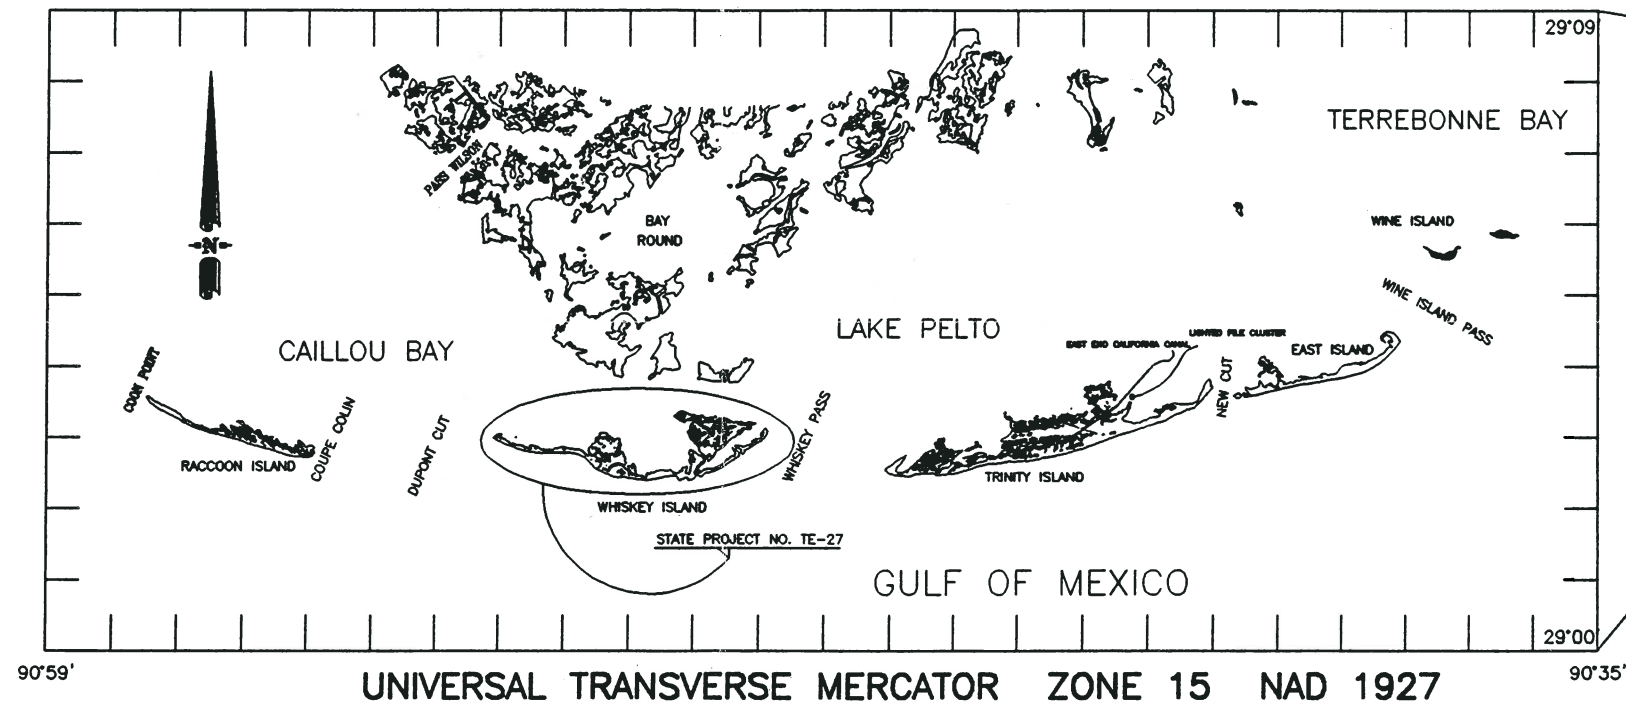 29°09
TERREBONNE BAY
PASS WILSON
BAY
ROUND
WINE ISLAND
N
WINE ISLAND PASS
LAKE PELTO
LIGHTED PILE CLUSTER
EAST END CALIFORNIA CANAL
CAILLOU BAY
EAST ISLAND
COON POINT
NEW CUT
COUPE COLIN
DUPONT CUT
WHISKEY PASS
RACCOON ISLAND
TRINITY ISLAND
WHISKEY ISLAND
STATE PROJECT NO. TE-27
GULF OF MEXICO
29°00
90°59'
90°35'
UNIVERSAL TRANSVERSE MERCATOR ZONE 15 NAD 1927